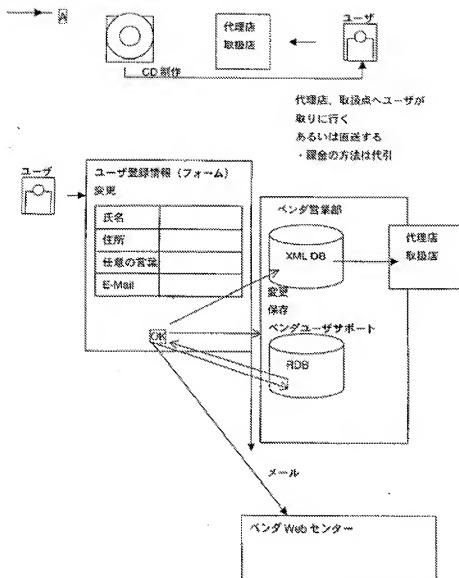 A
代理店
取扱店
ユーザ
CD 制作
代理店、取扱点へユーザが
取りに行く
あるいは直送する
・課金の方法は代引
ユーザ
ユーザ登録情報（フォーム）
変更
氏名
住所
任意の言葉
E-Mail
OK
ベンダ営業部
XML DB
変更
保存
ベンダユーザサポート
RDB
代理店
取扱店
メール
ベンダ Web センター